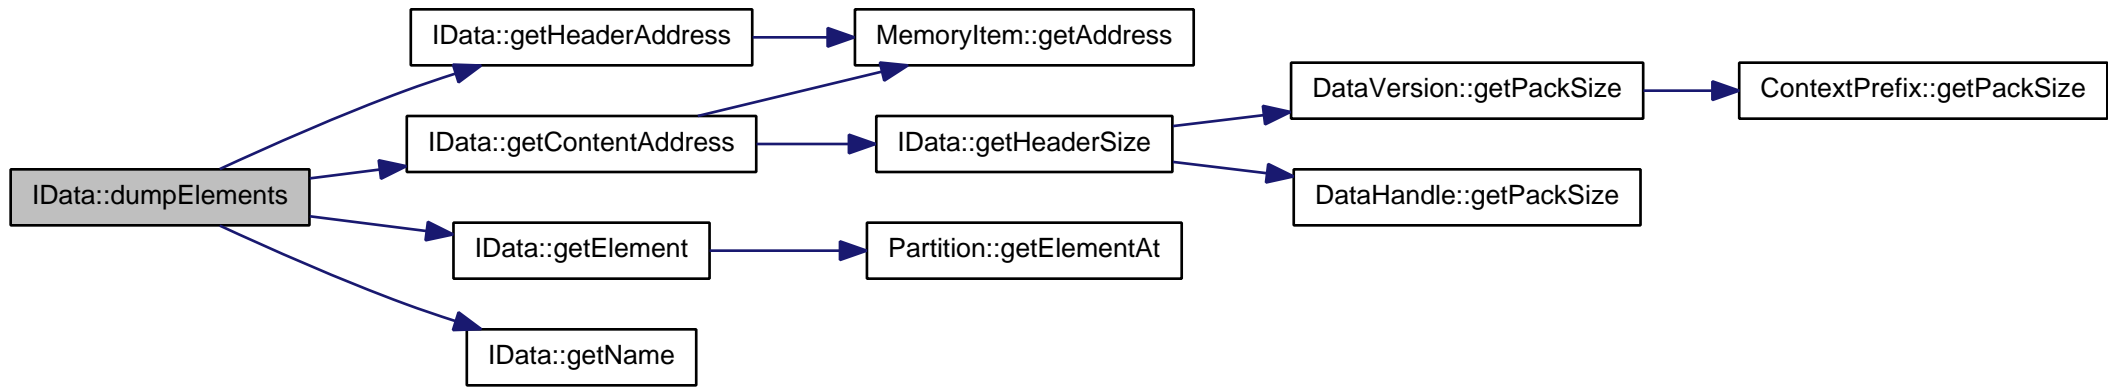 IData::dumpElements
IData::getHeaderAddress
IData::getContentAddress
IData::getElement
IData::getName
MemoryItem::getAddress
IData::getHeaderSize
Partition::getElementAt
DataVersion::getPackSize
DataHandle::getPackSize
ContextPrefix::getPackSize